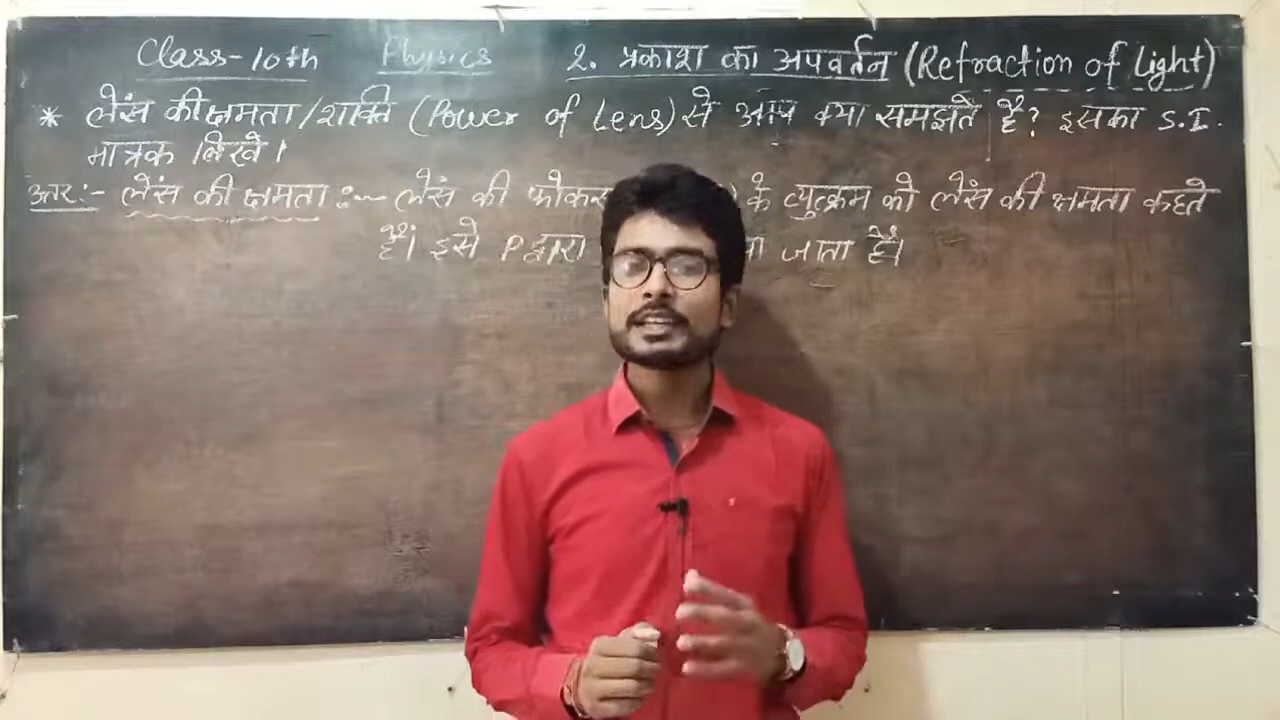 Class-10th Physics 2. प्रकाश का अपवर्तन (Refraction of Light)
* लेंस की क्षमता/शक्ति (Power of Lens) से आप क्या समझते हैं? इसका S.I.
मात्रक लिखें।
उत्तर:- लेंस की क्षमता :- लेंस की फोकस के व्युत्क्रम को लेंस की क्षमता कहते
हैं। इसे P द्वारा जाता है।